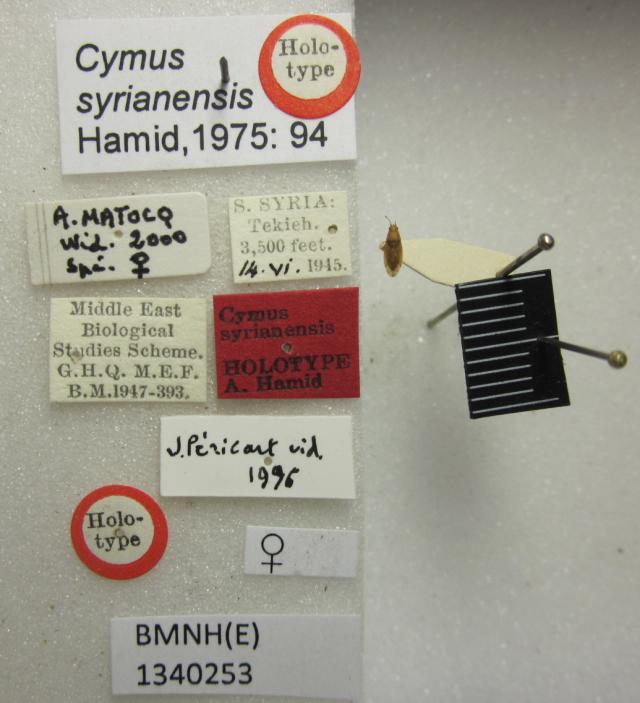 Cymus
syrianensis
Hamid,1975: 94
Holo-
type
A. MATOCQ
vid. 2000
spé. ♀
S. SYRIA:
Tekieh.
3,500 feet.
14.vi.1945.
Middle East
Biological
Studies Scheme.
G.H.Q. M.E.F.
B.M.1947-393.
Cymus
syrianensis
HOLOTYPE
A. Hamid
J. Péricart vid.
1996
Holo-
type
♀
BMNH(E)
1340253